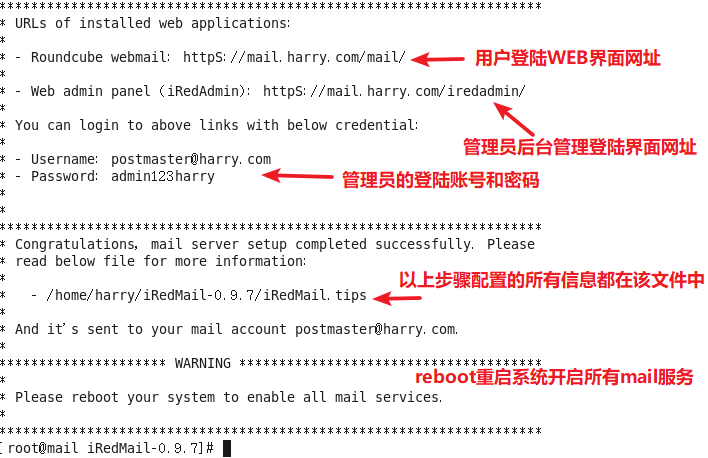 ********************************************************************
* URLs of installed web applications:
*
* - Roundcube webmail: httpS://mail.harry.com/mail/
用户登陆WEB界面网址
*
* - Web admin panel (iRedAdmin): httpS://mail.harry.com/iredadmin/
*
* You can login to above links with below credential:
管理员后台管理登陆界面网址
*
* - Username: postmaster@harry.com
* - Password: admin123harry
管理员的登陆账号和密码
*
*
********************************************************************
* Congratulations, mail server setup completed successfully. Please
* read below file for more information:
*
以上步骤配置的所有信息都在该文件中
*   - /home/harry/iRedMail-0.9.7/iRedMail.tips
*
* And it's sent to your mail account postmaster@harry.com.
*
********************* WARNING **************************************
reboot重启系统开启所有mail服务
*
* Please reboot your system to enable all mail services.
*
********************************************************************
[root@mail iRedMail-0.9.7]#